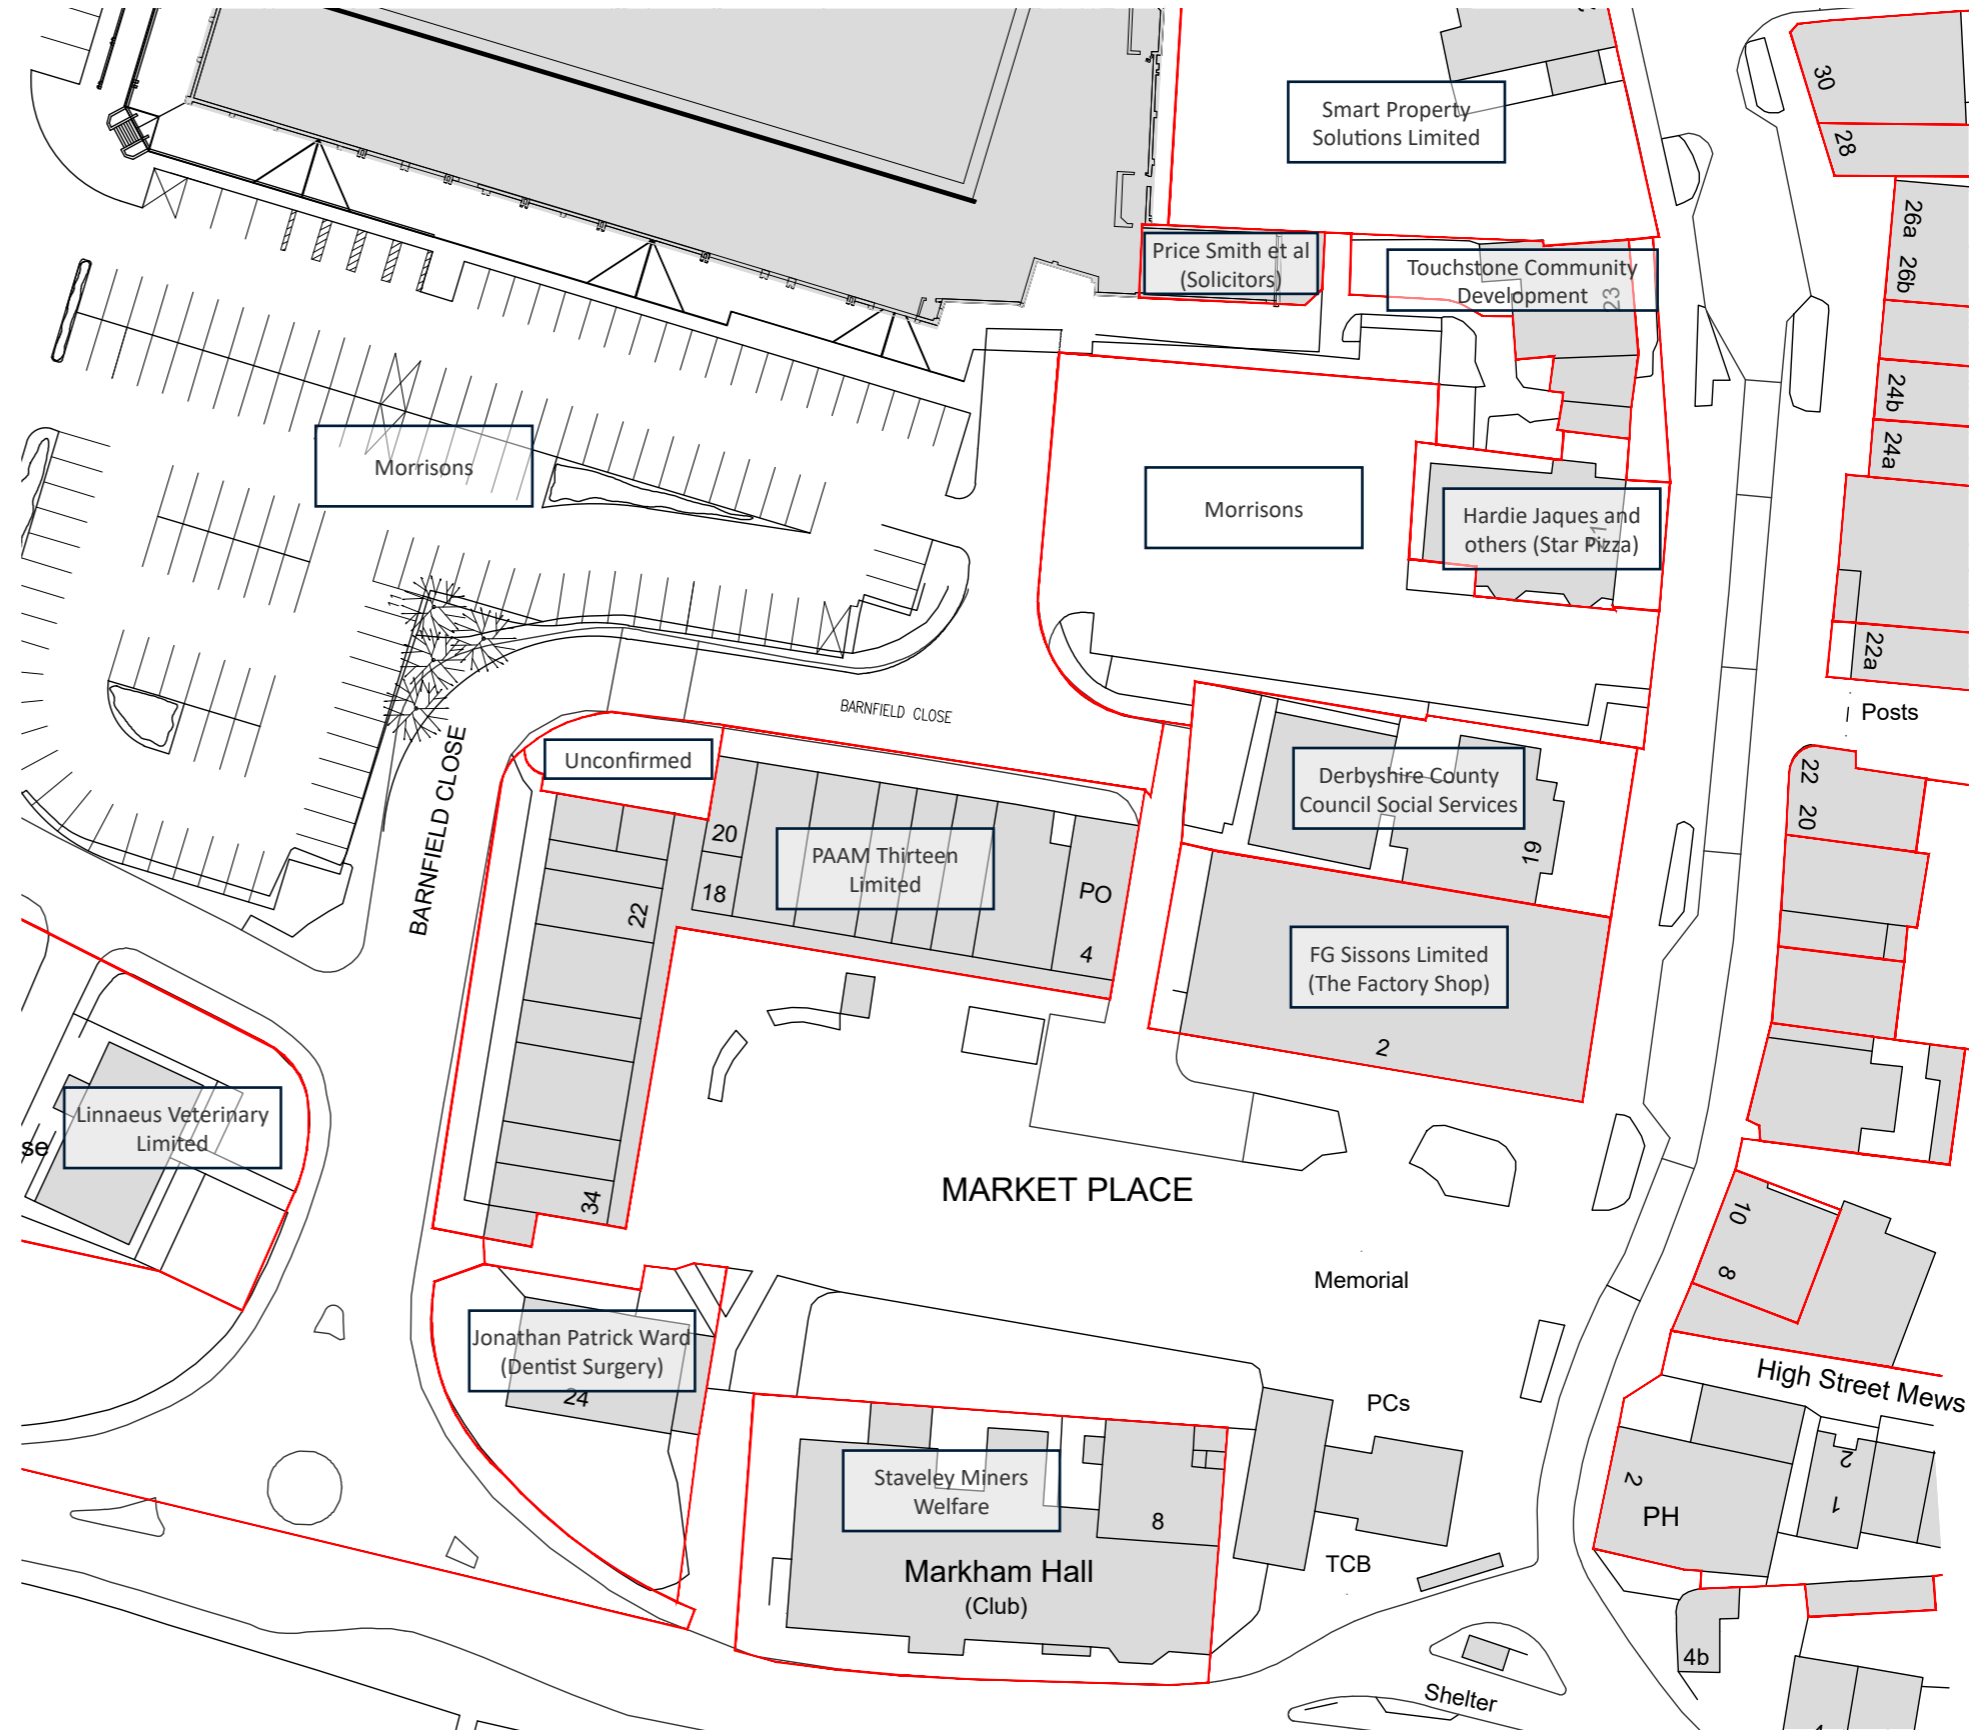 Smart Property
Solutions Limited
30
28
26a
26b
Price Smith et al
(Solicitors)
Touchstone Community
Development
23
24b
24a
Morrisons
Morrisons
Hardie Jaques and
others (Star Pizza)
21
22a
BARNFIELD CLOSE
Posts
Unconfirmed
BARNFIELD CLOSE
Derbyshire County
Council Social Services
19
22
20
20
18
PAAM Thirteen
Limited
PO
4
22
FG Sissons Limited
(The Factory Shop)
2
Linnaeus Veterinary
Limited
se
34
MARKET PLACE
10
8
Memorial
Jonathan Patrick Ward
(Dentist Surgery)
24
High Street Mews
PCs
Staveley Miners
Welfare
8
2
PH
2
1
Markham Hall
(Club)
TCB
4b
Shelter